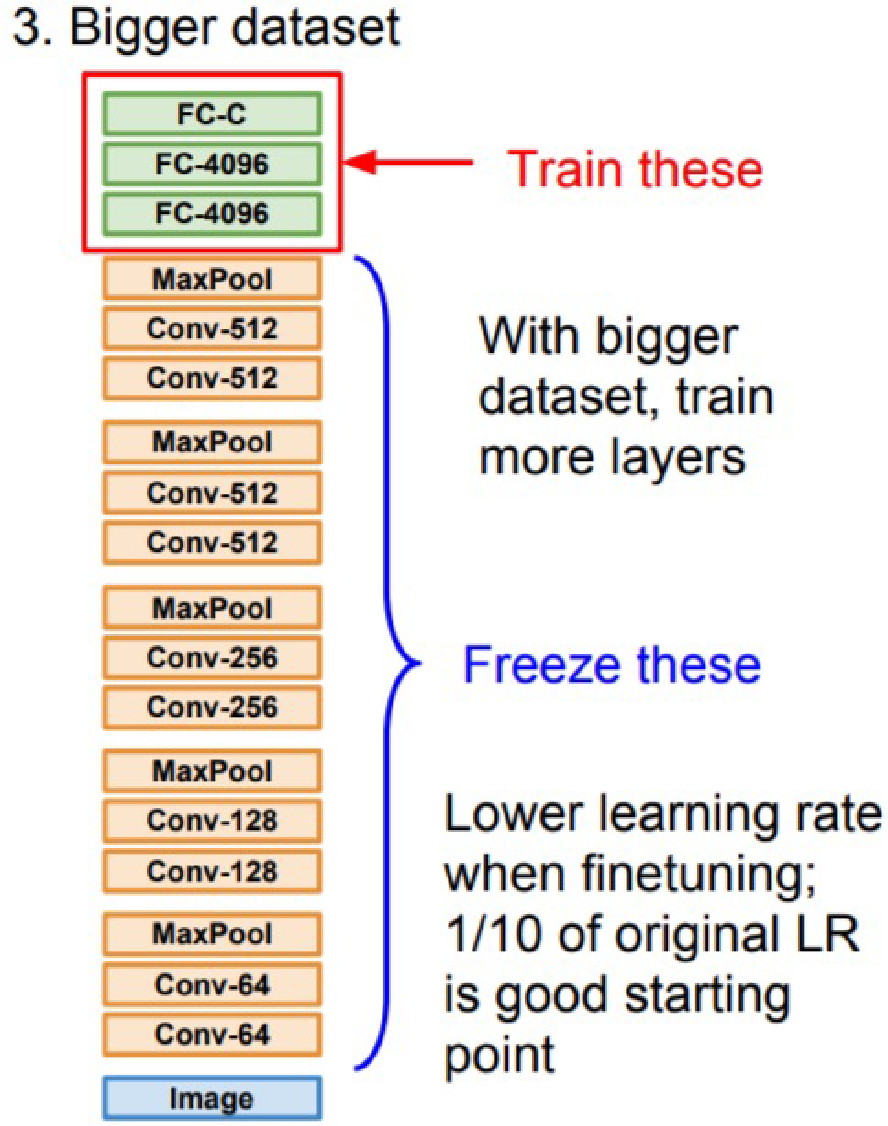 3. Bigger dataset
FC-C
FC-4096
FC-4096
Train these
MaxPool
Conv-512
Conv-512
With bigger
dataset, train
more layers
MaxPool
Conv-512
Conv-512
MaxPool
Conv-256
Conv-256
Freeze these
MaxPool
Conv-128
Conv-128
Lower learning rate
when finetuning;
1/10 of original LR
is good starting
point
MaxPool
Conv-64
Conv-64
Image